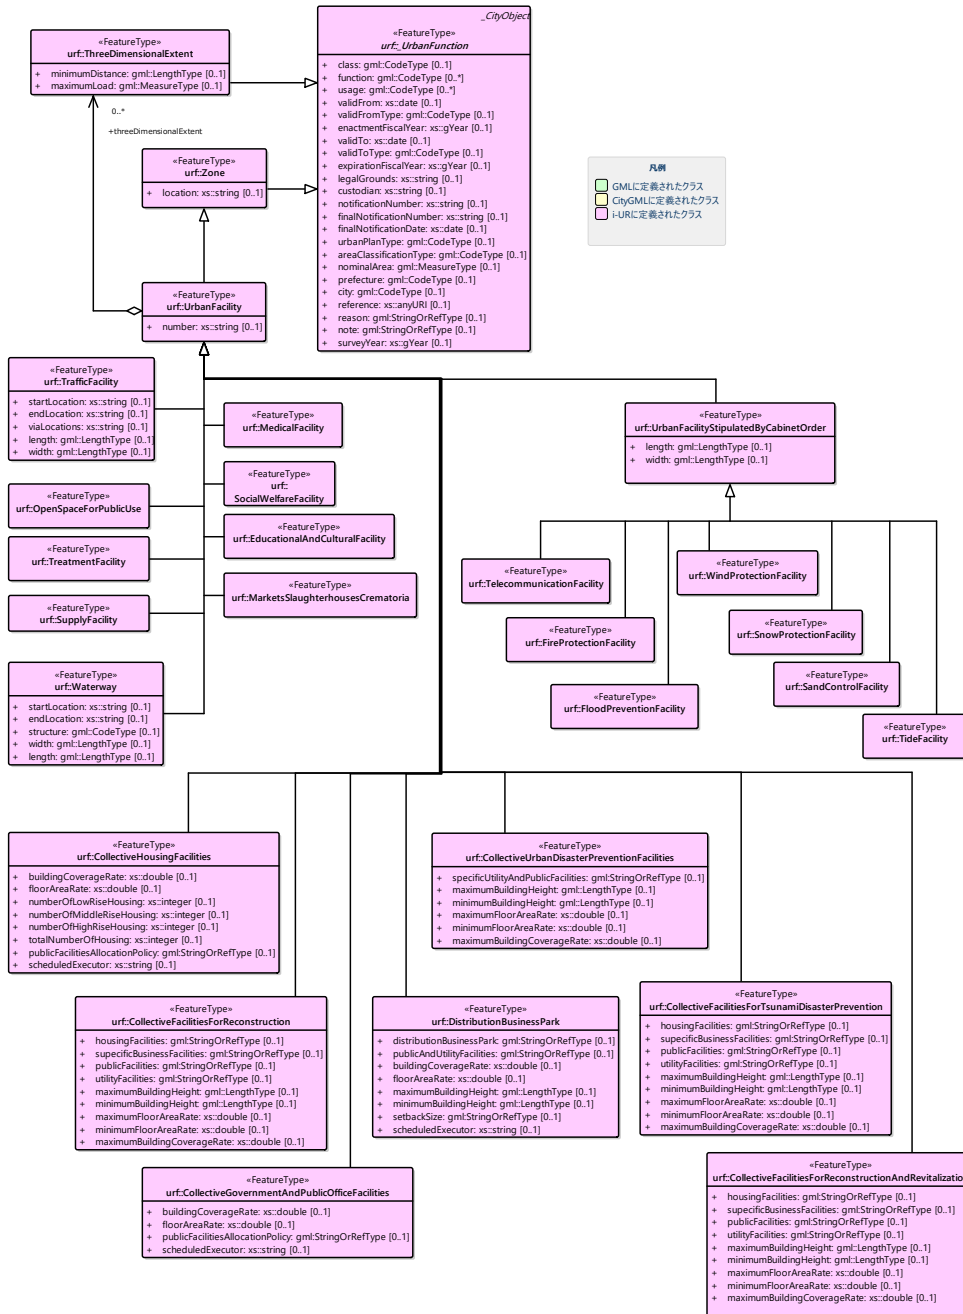 _CityObject
«FeatureType»
urf::_UrbanFunction
+ class: gml::CodeType [0..1]
+ function: gml::CodeType [0..*]
+ usage: gml::CodeType [0..*]
+ validFrom: xs::date [0..1]
+ validFromType: gml::CodeType [0..1]
+ enactmentFiscalYear: xs::gYear [0..1]
+ validTo: xs::date [0..1]
+ validToType: gml::CodeType [0..1]
+ expirationFiscalYear: xs::gYear [0..1]
+ legalGrounds: xs::string [0..1]
+ custodian: xs::string [0..1]
+ notificationNumber: xs::string [0..1]
+ finalNotificationNumber: xs::string [0..1]
+ finalNotificationDate: xs::date [0..1]
+ urbanPlanType: gml::CodeType [0..1]
+ areaClassificationType: gml::CodeType [0..1]
+ nominalArea: gml::MeasureType [0..1]
+ prefecture: gml::CodeType [0..1]
+ city: gml::CodeType [0..1]
+ reference: xs::anyURI [0..1]
+ reason: gml:StringOrRefType [0..1]
+ note: gml:StringOrRefType [0..1]
+ surveyYear: xs::gYear [0..1]
«FeatureType»
urf::ThreeDimensionalExtent
+ minimumDistance: gml::LengthType [0..1]
+ maximumLoad: gml::MeasureType [0..1]
0..*
+threeDimensionalExtent
«FeatureType»
urf::Zone
+ location: xs::string [0..1]
«FeatureType»
urf::UrbanFacility
+ number: xs::string [0..1]
凡例
GMLに定義されたクラス
CityGMLに定義されたクラス
i-URに定義されたクラス
«FeatureType»
urf::TrafficFacility
+ startLocation: xs::string [0..1]
+ endLocation: xs::string [0..1]
+ viaLocations: xs::string [0..1]
+ length: gml::LengthType [0..1]
+ width: gml::LengthType [0..1]
«FeatureType»
urf::MedicalFacility
«FeatureType»
urf::
SocialWelfareFacility
«FeatureType»
urf::OpenSpaceForPublicUse
«FeatureType»
urf::EducationalAndCulturalFacility
«FeatureType»
urf::TreatmentFacility
«FeatureType»
urf::MarketsSlaughterhousesCrematoria
«FeatureType»
urf::SupplyFacility
«FeatureType»
urf::Waterway
+ startLocation: xs::string [0..1]
+ endLocation: xs::string [0..1]
+ structure: gml::CodeType [0..1]
+ width: gml::LengthType [0..1]
+ length: gml::LengthType [0..1]
«FeatureType»
urf::UrbanFacilityStipulatedByCabinetOrder
+ length: gml::LengthType [0..1]
+ width: gml::LengthType [0..1]
«FeatureType»
urf::TelecommunicationFacility
«FeatureType»
urf::WindProtectionFacility
«FeatureType»
urf::FireProtectionFacility
«FeatureType»
urf::SnowProtectionFacility
«FeatureType»
urf::FloodPreventionFacility
«FeatureType»
urf::SandControlFacility
«FeatureType»
urf::TideFacility
«FeatureType»
urf::CollectiveHousingFacilities
+ buildingCoverageRate: xs::double [0..1]
+ floorAreaRate: xs::double [0..1]
+ numberOfLowRiseHousing: xs::integer [0..1]
+ numberOfMiddleRiseHousing: xs::integer [0..1]
+ numberOfHighRiseHousing: xs::integer [0..1]
+ totalNumberOfHousing: xs::integer [0..1]
+ publicFacilitiesAllocationPolicy: gml:StringOrRefType [0..1]
+ scheduledExecutor: xs::string [0..1]
«FeatureType»
urf::CollectiveUrbanDisasterPreventionFacilities
+ specificUtilityAndPublicFacilities: gml:StringOrRefType [0..1]
+ maximumBuildingHeight: gml::LengthType [0..1]
+ minimumBuildingHeight: gml::LengthType [0..1]
+ maximumFloorAreaRate: xs::double [0..1]
+ minimumFloorAreaRate: xs::double [0..1]
+ maximumBuildingCoverageRate: xs::double [0..1]
«FeatureType»
urf::CollectiveFacilitiesForReconstruction
+ housingFacilities: gml:StringOrRefType [0..1]
+ supecificBusinessFacilities: gml:StringOrRefType [0..1]
+ publicFacilities: gml:StringOrRefType [0..1]
+ utilityFacilities: gml:StringOrRefType [0..1]
+ maximumBuildingHeight: gml::LengthType [0..1]
+ minimumBuildingHeight: gml::LengthType [0..1]
+ maximumFloorAreaRate: xs::double [0..1]
+ minimumFloorAreaRate: xs::double [0..1]
+ maximumBuildingCoverageRate: xs::double [0..1]
«FeatureType»
urf::DistributionBusinessPark
+ distributionBusinessPark: gml:StringOrRefType [0..1]
+ publicAndUtilityFacilities: gml:StringOrRefType [0..1]
+ buildingCoverageRate: xs::double [0..1]
+ floorAreaRate: xs::double [0..1]
+ maximumBuildingHeight: gml::LengthType [0..1]
+ minimumBuildingHeight: gml::LengthType [0..1]
+ setbackSize: gml:StringOrRefType [0..1]
+ scheduledExecutor: xs::string [0..1]
«FeatureType»
urf::CollectiveFacilitiesForTsunamiDisasterPrevention
+ housingFacilities: gml:StringOrRefType [0..1]
+ supecificBusinessFacilities: gml:StringOrRefType [0..1]
+ publicFacilities: gml:StringOrRefType [0..1]
+ utilityFacilities: gml:StringOrRefType [0..1]
+ maximumBuildingHeight: gml::LengthType [0..1]
+ minimumBuildingHeight: gml::LengthType [0..1]
+ maximumFloorAreaRate: xs::double [0..1]
+ minimumFloorAreaRate: xs::double [0..1]
+ maximumBuildingCoverageRate: xs::double [0..1]
«FeatureType»
urf::CollectiveGovernmentAndPublicOfficeFacilities
+ buildingCoverageRate: xs::double [0..1]
+ floorAreaRate: xs::double [0..1]
+ publicFacilitiesAllocationPolicy: gml:StringOrRefType [0..1]
+ scheduledExecutor: xs::string [0..1]
«FeatureType»
urf::CollectiveFacilitiesForReconstructionAndRevitalizatio
+ housingFacilities: gml:StringOrRefType [0..1]
+ supecificBusinessFacilities: gml:StringOrRefType [0..1]
+ publicFacilities: gml:StringOrRefType [0..1]
+ utilityFacilities: gml:StringOrRefType [0..1]
+ maximumBuildingHeight: gml::LengthType [0..1]
+ minimumBuildingHeight: gml::LengthType [0..1]
+ maximumFloorAreaRate: xs::double [0..1]
+ minimumFloorAreaRate: xs::double [0..1]
+ maximumBuildingCoverageRate: xs::double [0..1]